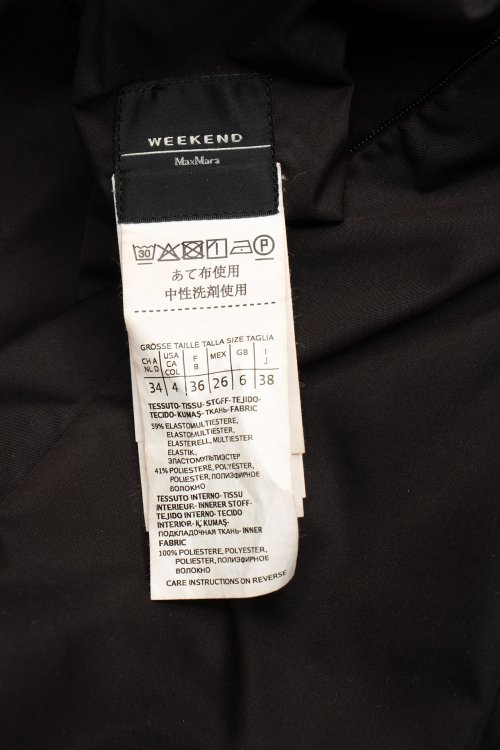 WEEKEND
MaxMara
30 P
あて布使用
中性洗剤使用
GRÖSSE TAILLE TALLA SIZE TAGLIA
CH A NL D USA CA COL F B MEX GB I J
34 4 36 26 6 38
TESSUTO-TISSU-STOFF-TEJIDO-
TECIDO-KUMAŞ-ТКАНЬ-FABRIC
59% ELASTOMULTIESTERE,
ELASTOMULTIESTER,
ELASTERELL, MULTIESTER
ELASTIK,
ЭЛАСТОМУЛЬТИЭСТЕР
41% POLIESTERE, POLYESTER,
POLIESTER, ПОЛИЭФИРНОЕ
ВОЛОКНО
TESSUTO INTERNO-TISSU
INTERIEUR-INNERER STOFF-
TEJIDO INTERNO-TECIDO
INTERIOR-IÇ KUMAŞ-
ПОДКЛАДОЧНАЯ ТКАНЬ-INNER
FABRIC
100% POLIESTERE, POLYESTER,
POLIESTER, ПОЛИЭФИРНОЕ
ВОЛОКНО
CARE INSTRUCTIONS ON REVERSE